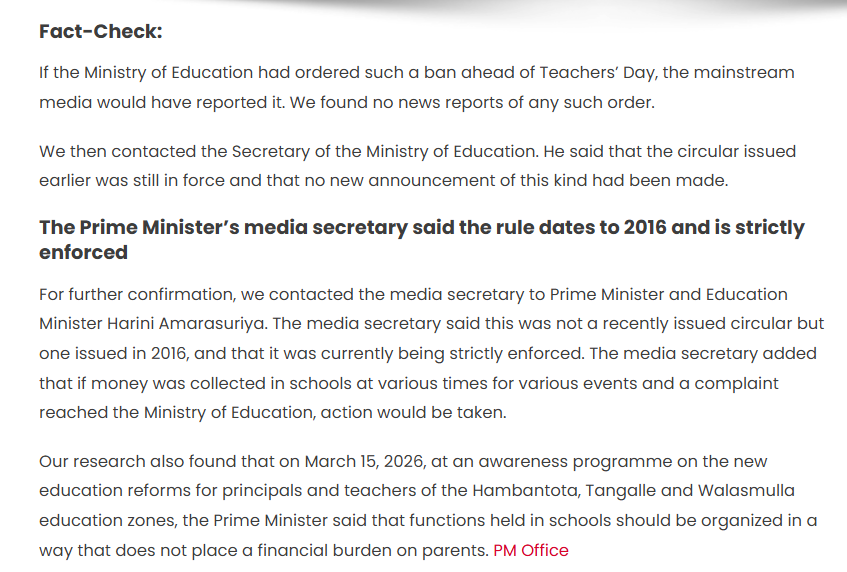 Fact-Check:
If the Ministry of Education had ordered such a ban ahead of Teachers’ Day, the mainstream
media would have reported it. We found no news reports of any such order.
We then contacted the Secretary of the Ministry of Education. He said that the circular issued
earlier was still in force and that no new announcement of this kind had been made.
The Prime Minister’s media secretary said the rule dates to 2016 and is strictly
enforced
For further confirmation, we contacted the media secretary to Prime Minister and Education
Minister Harini Amarasuriya. The media secretary said this was not a recently issued circular but
one issued in 2016, and that it was currently being strictly enforced. The media secretary added
that if money was collected in schools at various times for various events and a complaint
reached the Ministry of Education, action would be taken.
Our research also found that on March 15, 2026, at an awareness programme on the new
education reforms for principals and teachers of the Hambantota, Tangalle and Walasmulla
education zones, the Prime Minister said that functions held in schools should be organized in a
way that does not place a financial burden on parents. PM Office